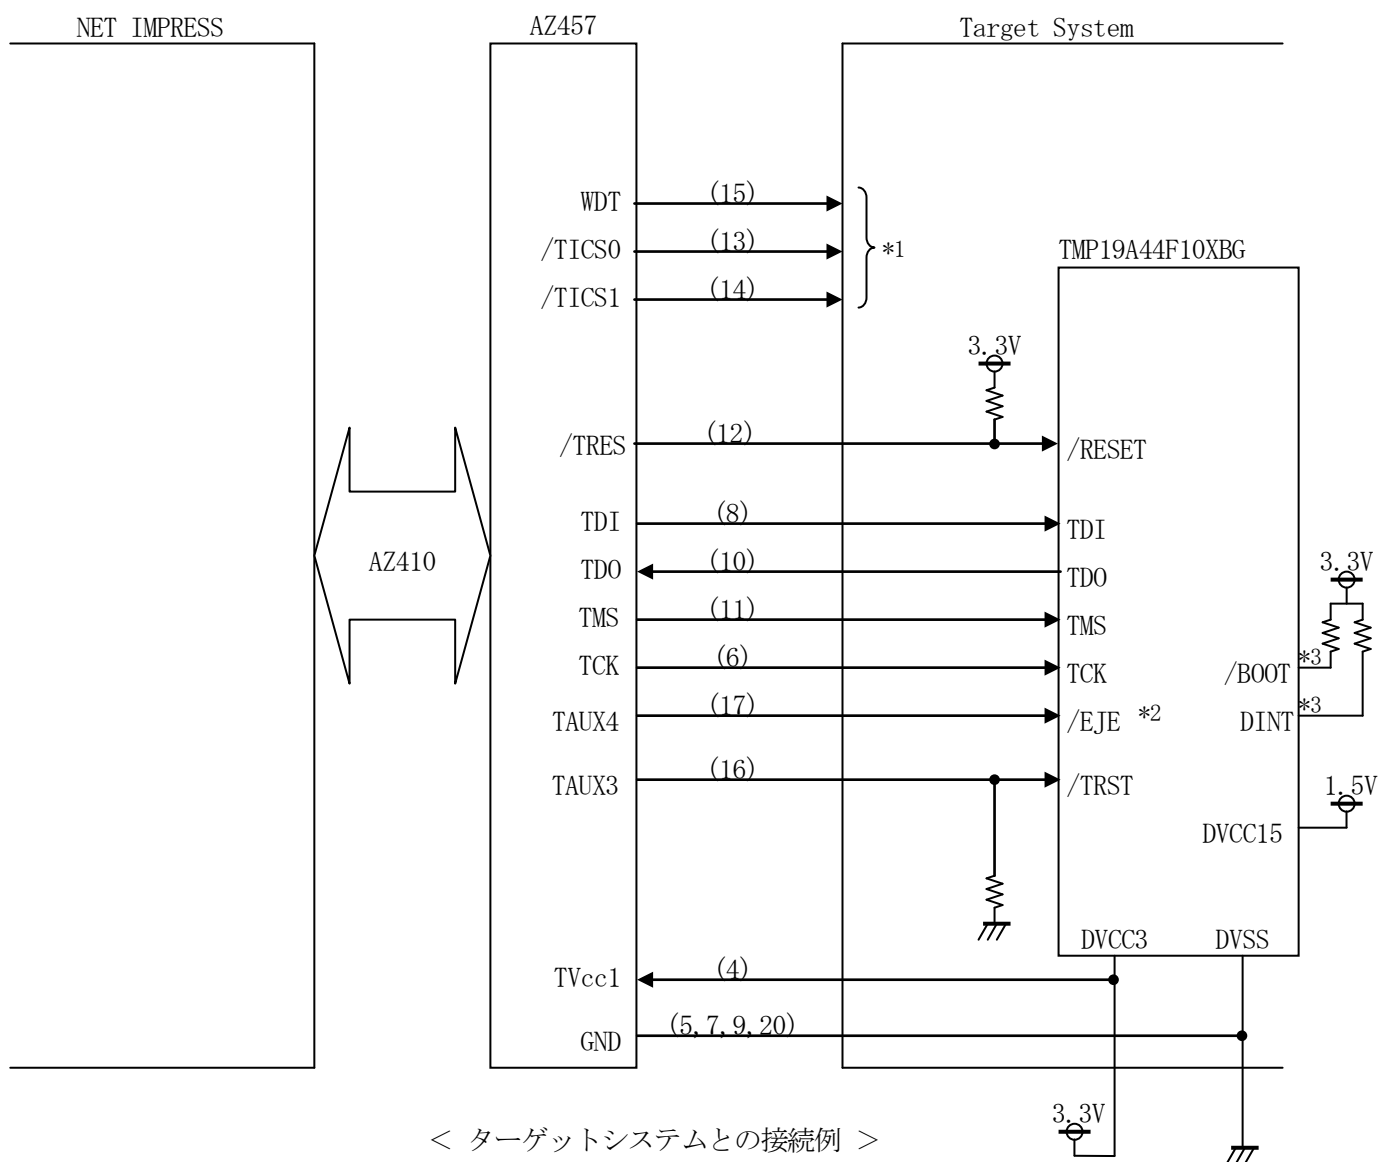 NET IMPRESS
AZ457
Target System
WDT
(15)
/TICS0
(13)
*1
/TICS1
(14)
TMP19A44F10XBG
3.3V
/TRES
(12)
/RESET
TDI
(8)
TDI
AZ410
TDO
(10)
TDO
3.3V
TMS
(11)
TMS
TCK
(6)
TCK
/BOOT
*3
TAUX4
(17)
/EJE *2
DINT
*3
TAUX3
(16)
/TRST
1.5V
DVCC15
DVCC3
DVSS
TVcc1
(4)
GND
(5,7,9,20)
3.3V
< ターゲットシステムとの接続例 >